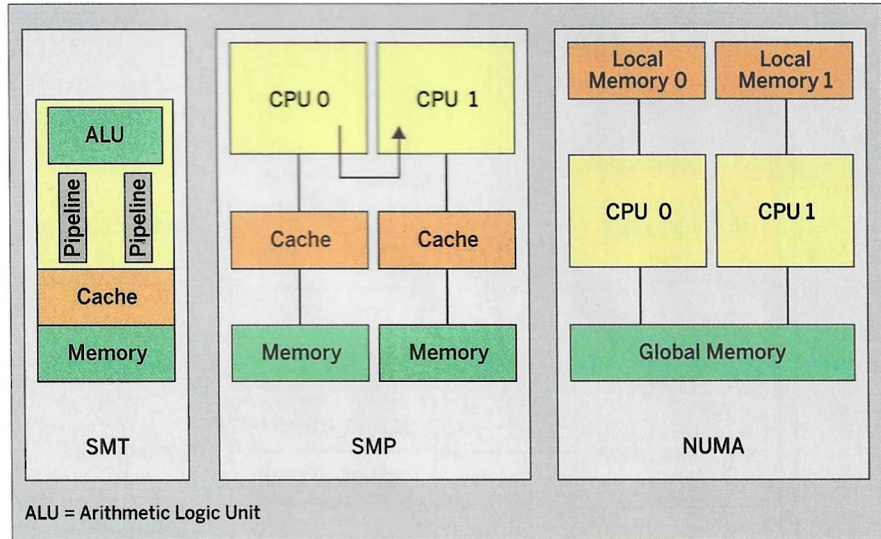 ALU
Pipeline
Pipeline
Cache
Memory
SMT
CPU 0
CPU 1
Cache
Cache
Memory
Memory
SMP
Local
Memory 0
Local
Memory 1
CPU 0
CPU 1
Global Memory
NUMA
ALU = Arithmetic Logic Unit